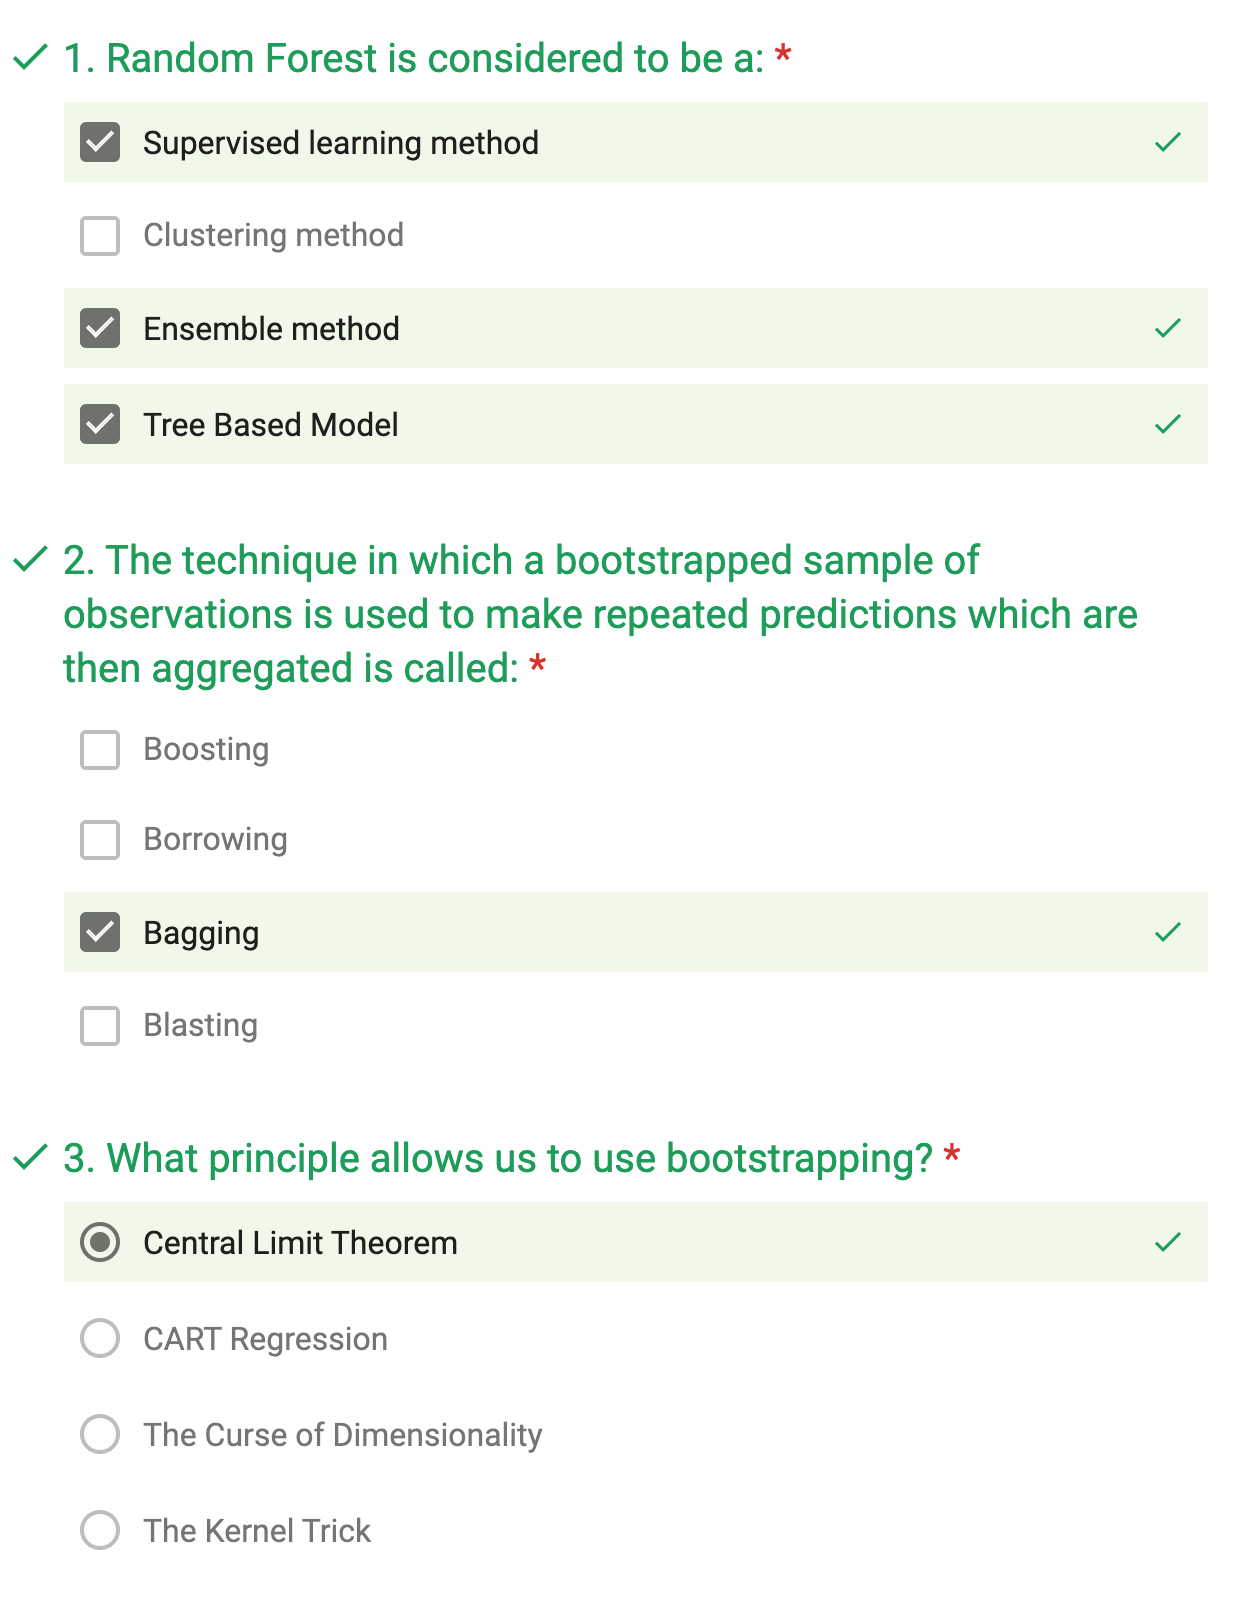 1. Random Forest is considered to be a: *
Supervised learning method
Clustering method
Ensemble method
Tree Based Model
2. The technique in which a bootstrapped sample of
observations is used to make repeated predictions which are
then aggregated is called: *
Boosting
Borrowing
Bagging
Blasting
3. What principle allows us to use bootstrapping? *
Central Limit Theorem
CART Regression
The Curse of Dimensionality
The Kernel Trick